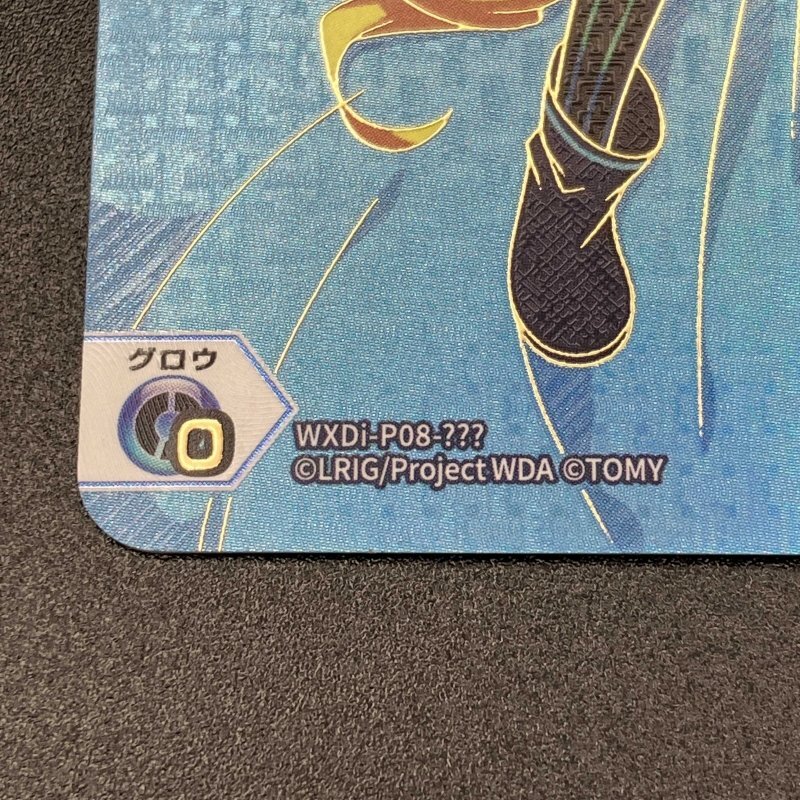 グロウ
0
WXDi-P08-???
©LRIG/Project WDA ©TOMY